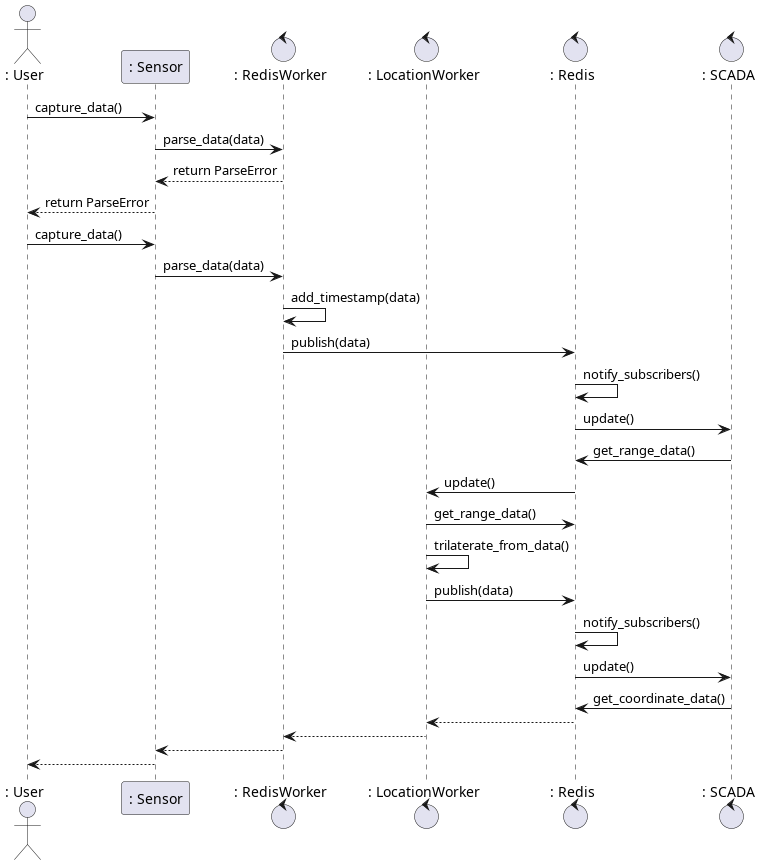 : User
: Sensor
: RedisWorker
: LocationWorker
: Redis
: SCADA
capture_data()
parse_data(data)
return ParseError
return ParseError
capture_data()
parse_data(data)
add_timestamp(data)
publish(data)
notify_subscribers()
update()
get_range_data()
update()
get_range_data()
trilaterate_from_data()
publish(data)
notify_subscribers()
update()
get_coordinate_data()
: User
: Sensor
: RedisWorker
: LocationWorker
: Redis
: SCADA